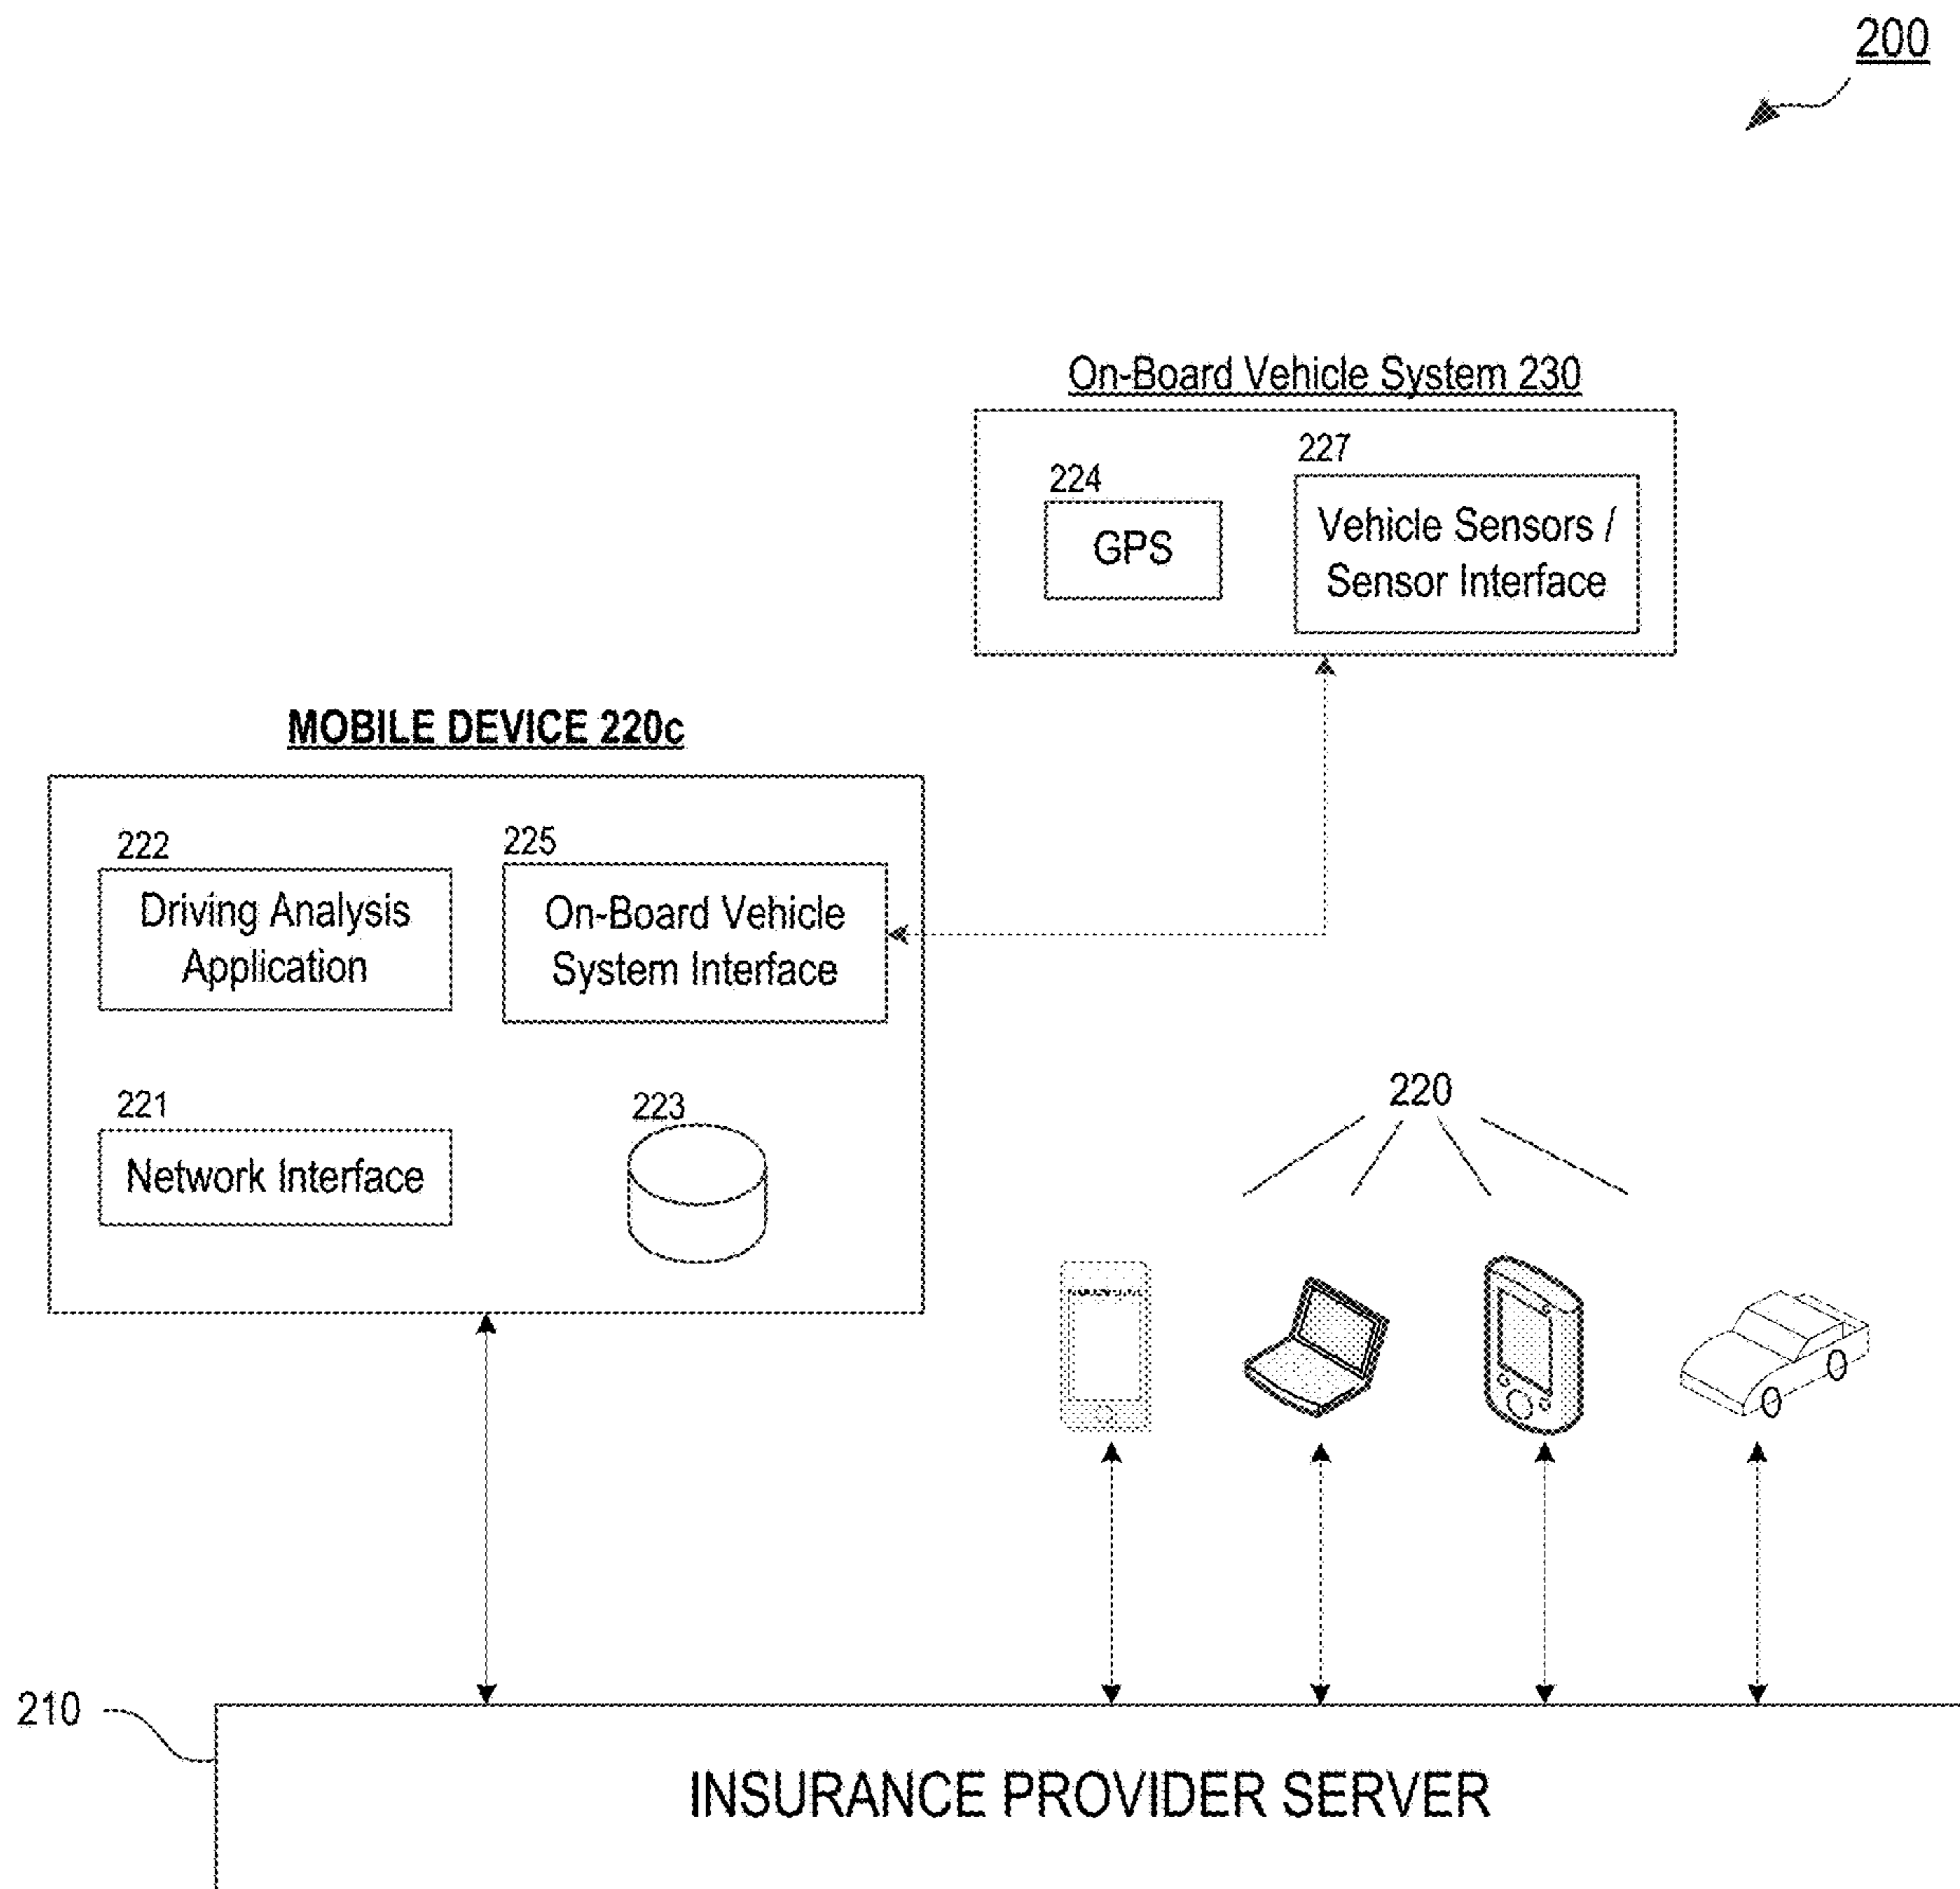 200
On-Board Vehicle System 230
227
224
Vehicle Sensors /
GPS
Sensor Interface
MOBILE DEVICE 220c
222
225
Driving Analysis
Application
On-Board Vehicle
System Interface
221
223
Network Interface
220
210
INSURANCE PROVIDER SERVER